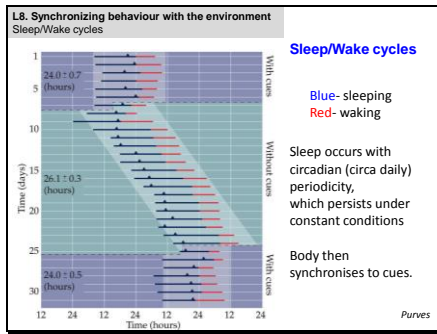 L8. Synchronizing behaviour with the environment
Sleep/Wake cycles
1
5
10
15
20
25
30
Time (days)
24.0 ± 0.7
(hours)
26.1 ± 0.3
(hours)
24.0 ± 0.5
(hours)
With cues
Without cues
With cues
12 24 12 24 12 24 12 24 12 24
Time (hours)
Sleep/Wake cycles
Blue- sleeping
Red- waking
Sleep occurs with
circadian (circa daily)
periodicity,
which persists under
constant conditions
Body then
synchronises to cues.
Purves